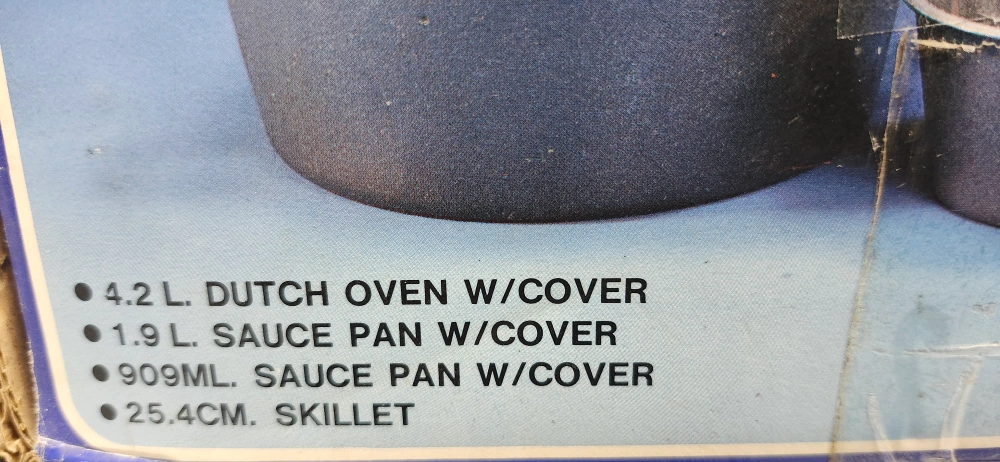 • 4.2 L. DUTCH OVEN W/COVER
• 1.9 L. SAUCE PAN W/COVER
• 909ML. SAUCE PAN W/COVER
• 25.4CM. SKILLET